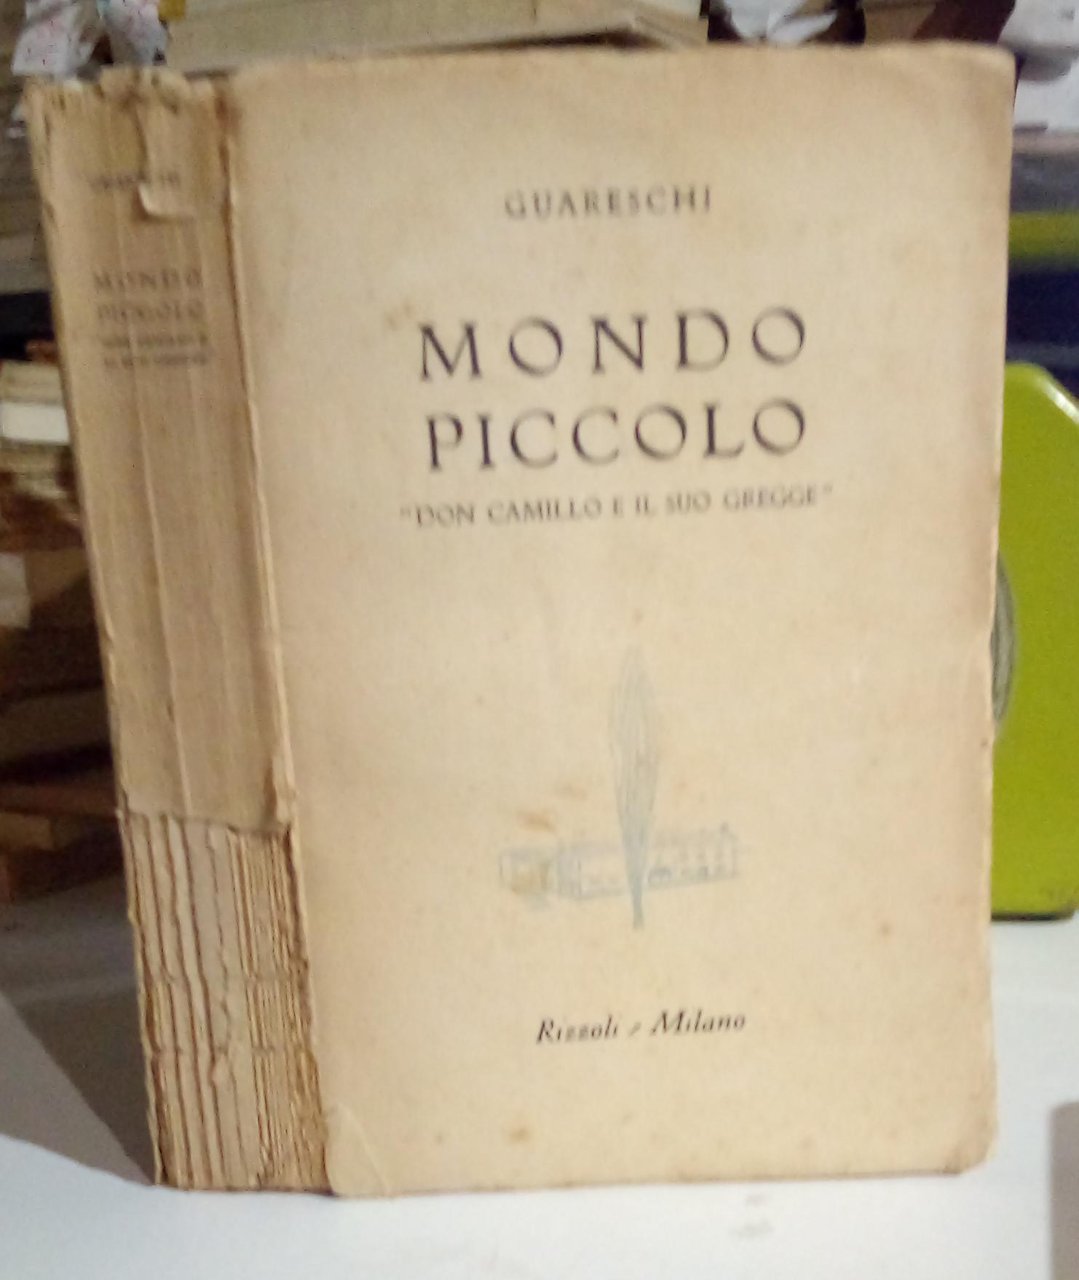 GUARESCHI
MONDO
PICCOLO
"DON CAMILLO E IL SUO GREGGE"
Rizzoli - Milano
MONDO
PICCOLO